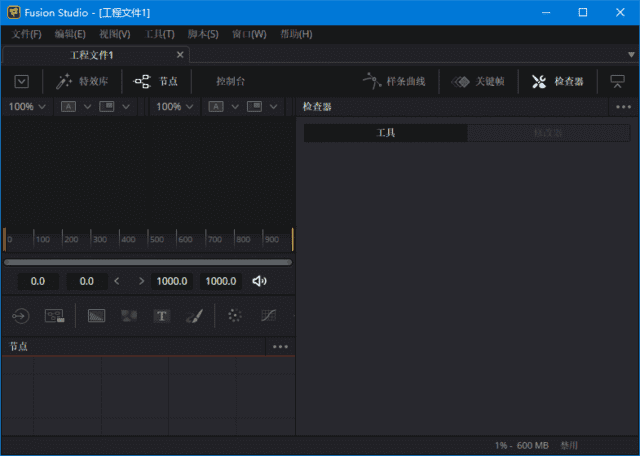 Fusion Studio - [工程文件1]
文件(F) 编辑(E) 视图(V) 工具(T) 脚本(S) 窗口(W) 帮助(H)
工程文件1
特效库 节点 控制台 样条曲线 关键帧 检查器
100% A 100% A 检查器
工具 修改器
0 100 200 300 400 500 600 700 800 900
0.0 0.0 1000.0 1000.0
T
节点
1% - 600 MB 禁用